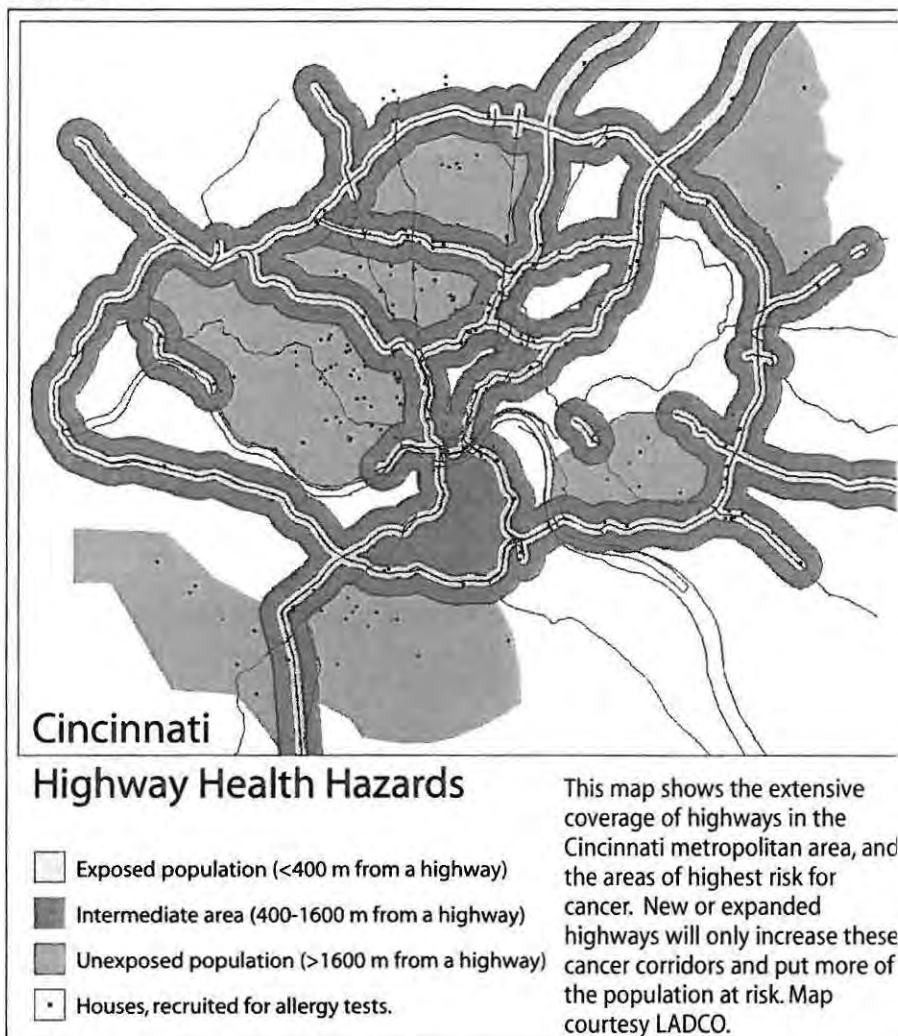 Cincinnati
Highway Health Hazards
Exposed population (<400 m from a highway)
Intermediate area (400-1600 m from a highway)
Unexposed population (>1600 m from a highway)
Houses, recruited for allergy tests.
This map shows the extensive
coverage of highways in the
Cincinnati metropolitan area, and
the areas of highest risk for
cancer. New or expanded
highways will only increase these
cancer corridors and put more of
the population at risk. Map
courtesy LADCO.